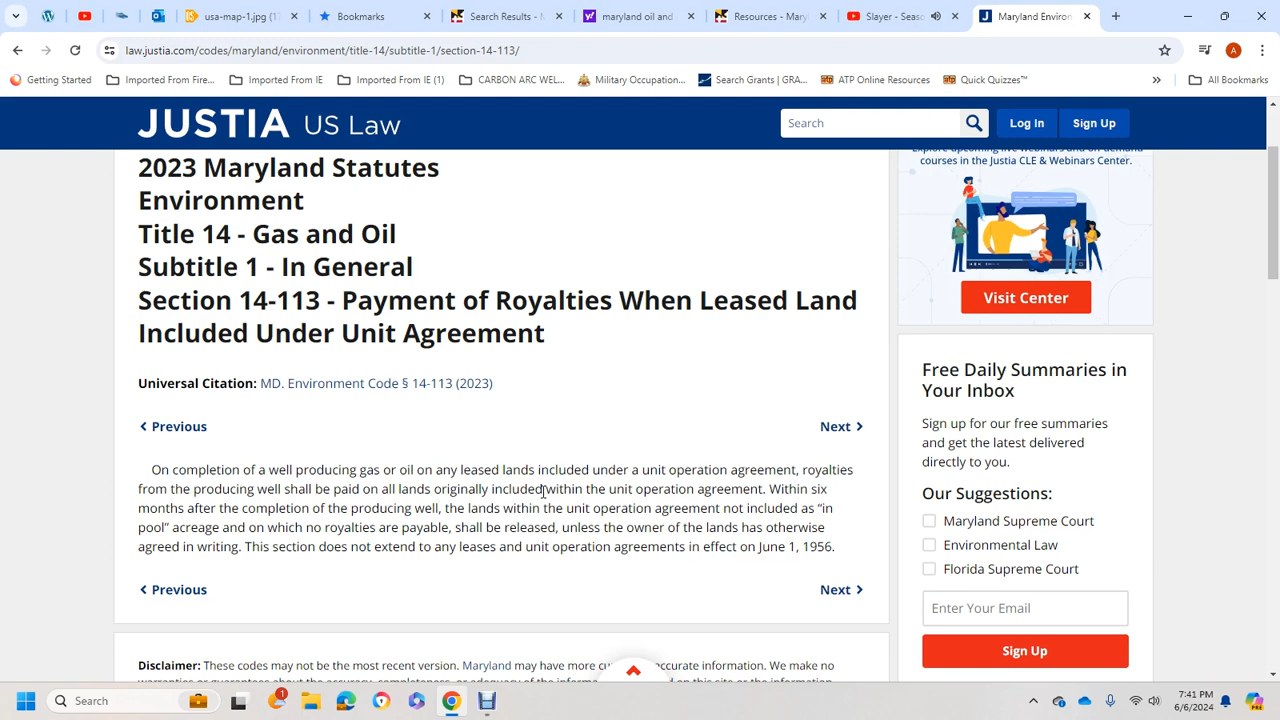 usa-map-1.jpg (1
Bookmarks
Search Results - M
maryland oil and
Resources - Mary
Slayer - Seas
Maryland Environ
law.justia.com/codes/maryland/environment/title-14/subtitle-1/section-14-113/
A
Getting Started
Imported From Fire...
Imported From IE
Imported From IE (1)
CARBON ARC WEL...
Military Occupation...
Search Grants | GRA...
ATP Online Resources
Quick Quizzes™
»
All Bookmarks
JUSTIA US Law
Search
Log In
Sign Up
2023 Maryland Statutes
Environment
Title 14 - Gas and Oil
Subtitle 1 - In General
Section 14-113 - Payment of Royalties When Leased Land
Included Under Unit Agreement
Universal Citation: MD. Environment Code § 14-113 (2023)
Previous
Next
On completion of a well producing gas or oil on any leased lands included under a unit operation agreement, royalties
from the producing well shall be paid on all lands originally included within the unit operation agreement. Within six
months after the completion of the producing well, the lands within the unit operation agreement not included as “in
pool” acreage and on which no royalties are payable, shall be released, unless the owner of the lands has otherwise
agreed in writing. This section does not extend to any leases and unit operation agreements in effect on June 1, 1956.
Previous
Next
Disclaimer: These codes may not be the most recent version. Maryland may have more accurate information. We make no
courses in the Justia CLE & Webinars Center.
Visit Center
Free Daily Summaries in
Your Inbox
Sign up for our free summaries
and get the latest delivered
directly to you.
Our Suggestions:
Maryland Supreme Court
Environmental Law
Florida Supreme Court
Enter Your Email
Sign Up
Search
1
7:41 PM
6/6/2024